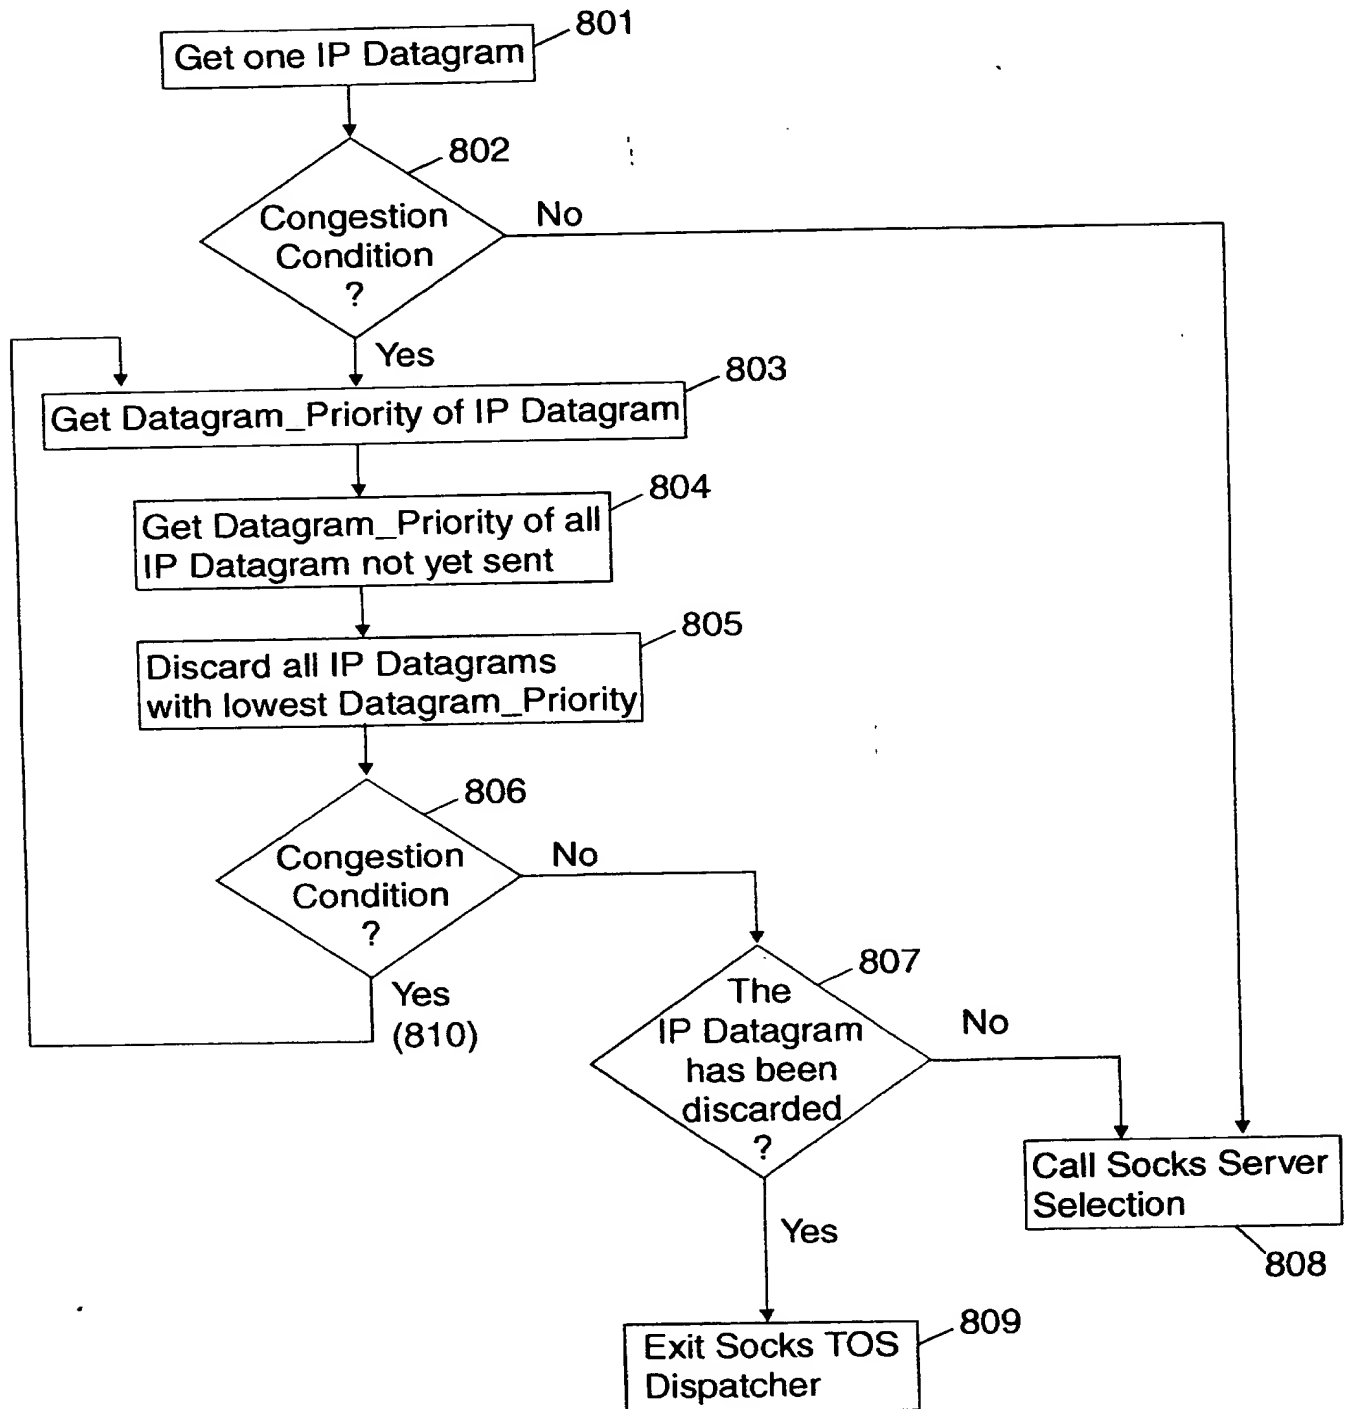 801
Get one IP Datagram
802
Congestion
Condition
?
No
Yes
803
Get Datagram_Priority of IP Datagram
804
Get Datagram_Priority of all
IP Datagram not yet sent
805
Discard all IP Datagrams
with lowest Datagram_Priority
806
Congestion
Condition
?
No
Yes
(810)
807
The
IP Datagram
has been
discarded
?
No
Yes
Call Socks Server
Selection
808
809
Exit Socks TOS
Dispatcher